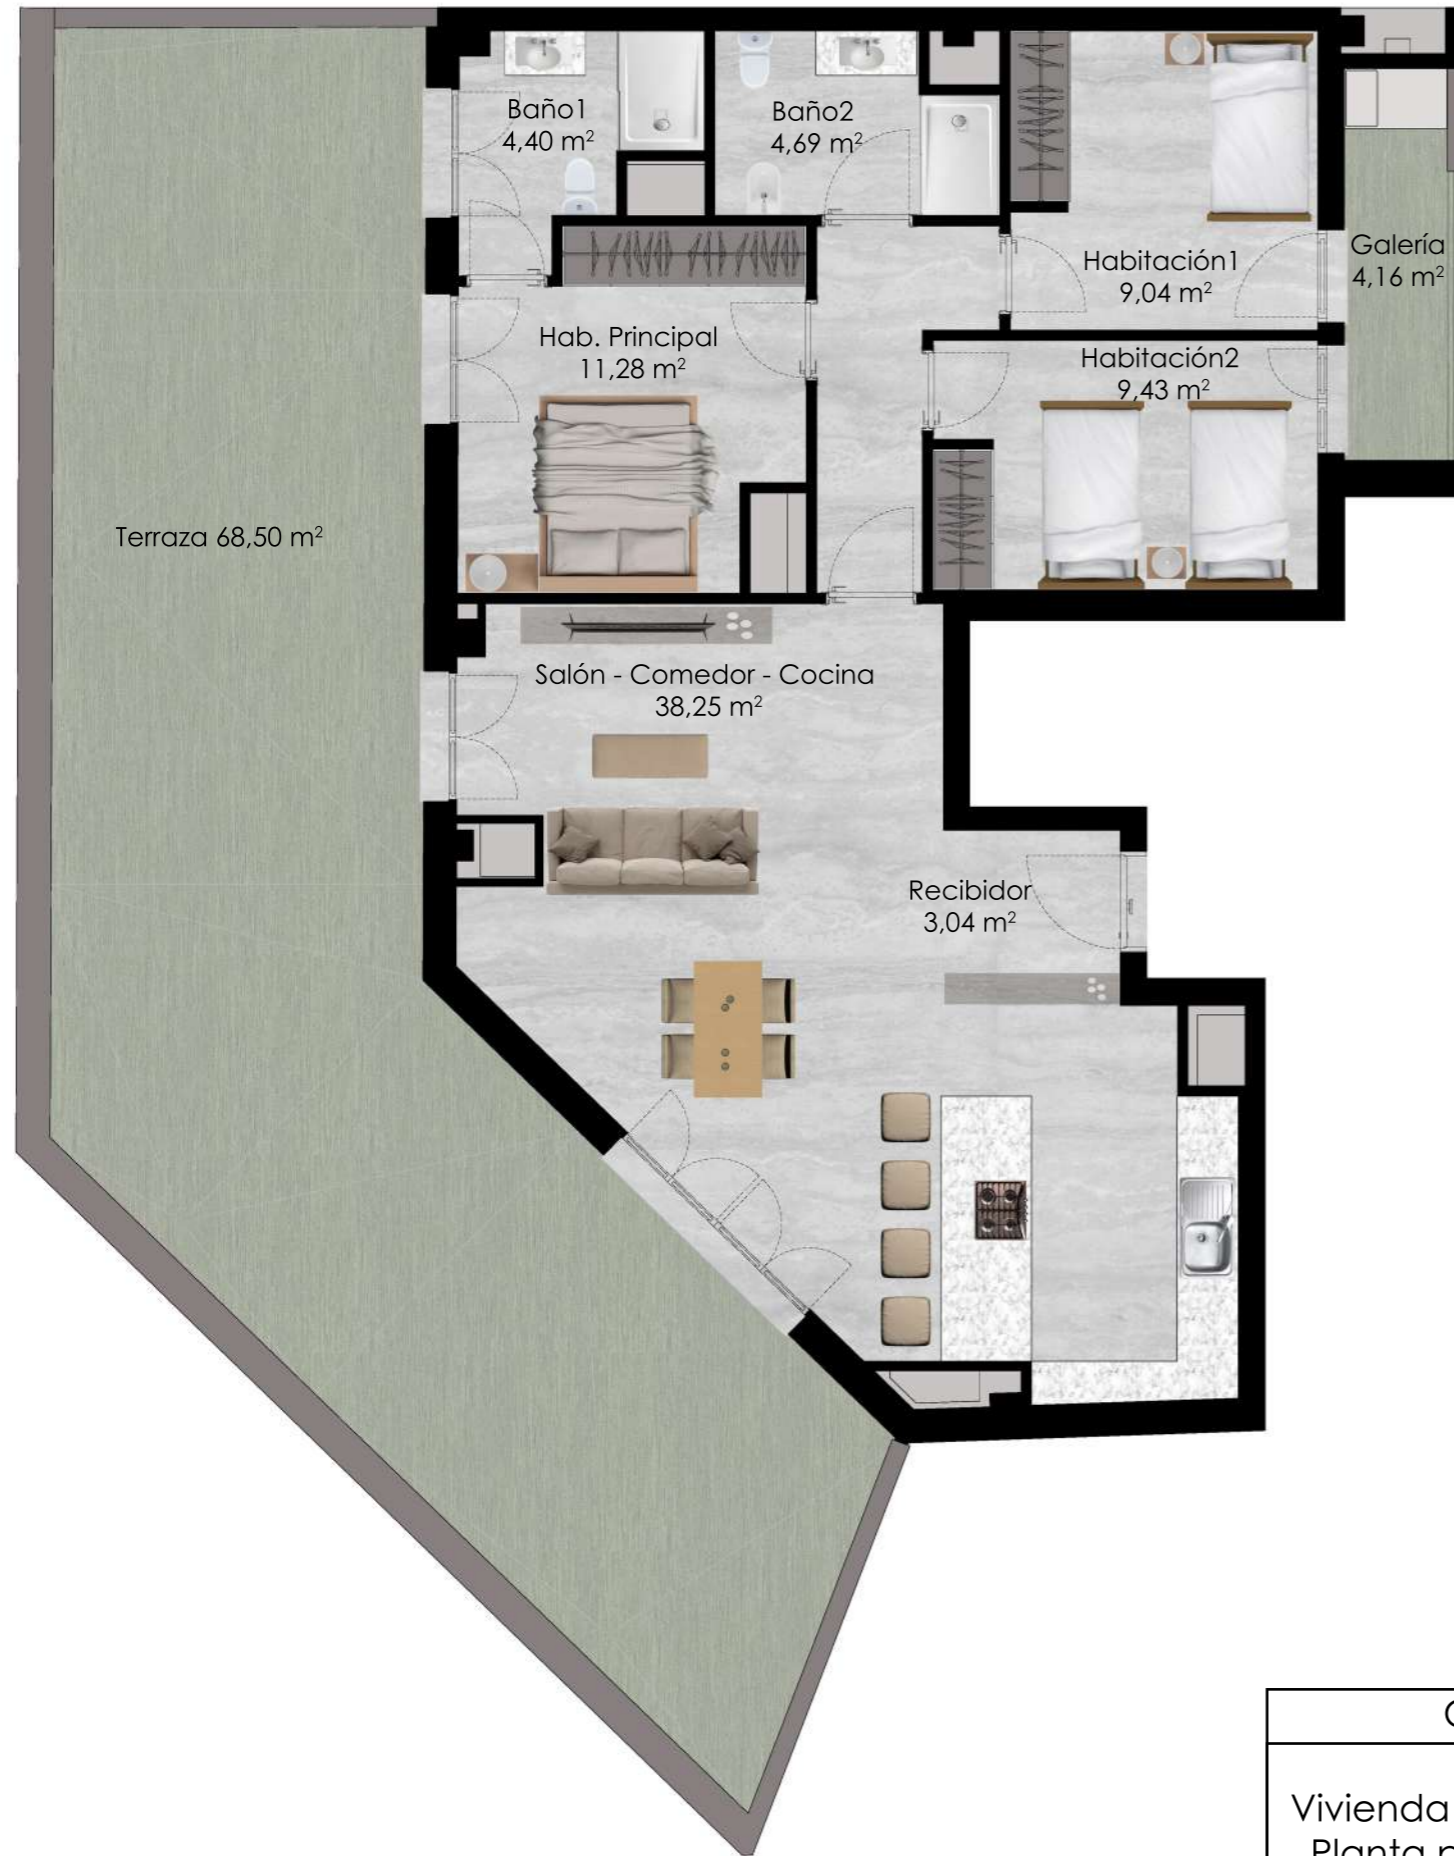 Baño1
4,40 m²
Baño2
4,69 m²
Habitación1
9,04 m²
Galería
4,16 m²
Hab. Principal
11,28 m²
Habitación2
9,43 m²
Terraza 68,50 m²
Salón - Comedor - Cocina
38,25 m²
Recibidor
3,04 m²
Vivienda
Planta